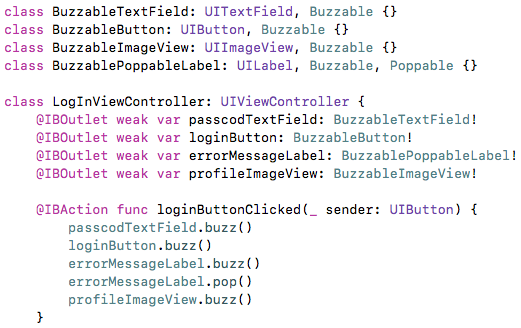 class BuzzableTextField: UITextField, Buzzable {}
class BuzzableButton: UIButton, Buzzable {}
class BuzzableImageView: UIImageView, Buzzable {}
class BuzzablePoppableLabel: UILabel, Buzzable, Poppable {}
class LogInViewController: UIViewController {
@IBOutlet weak var passcodTextField: BuzzableTextField!
@IBOutlet weak var loginButton: BuzzableButton!
@IBOutlet weak var errorMessageLabel: BuzzablePoppableLabel!
@IBOutlet weak var profileImageView: BuzzableImageView!
@IBAction func loginButtonClicked(_ sender: UIButton) {
passcodTextField.buzz()
loginButton.buzz()
errorMessageLabel.buzz()
errorMessageLabel.pop()
profileImageView.buzz()
}